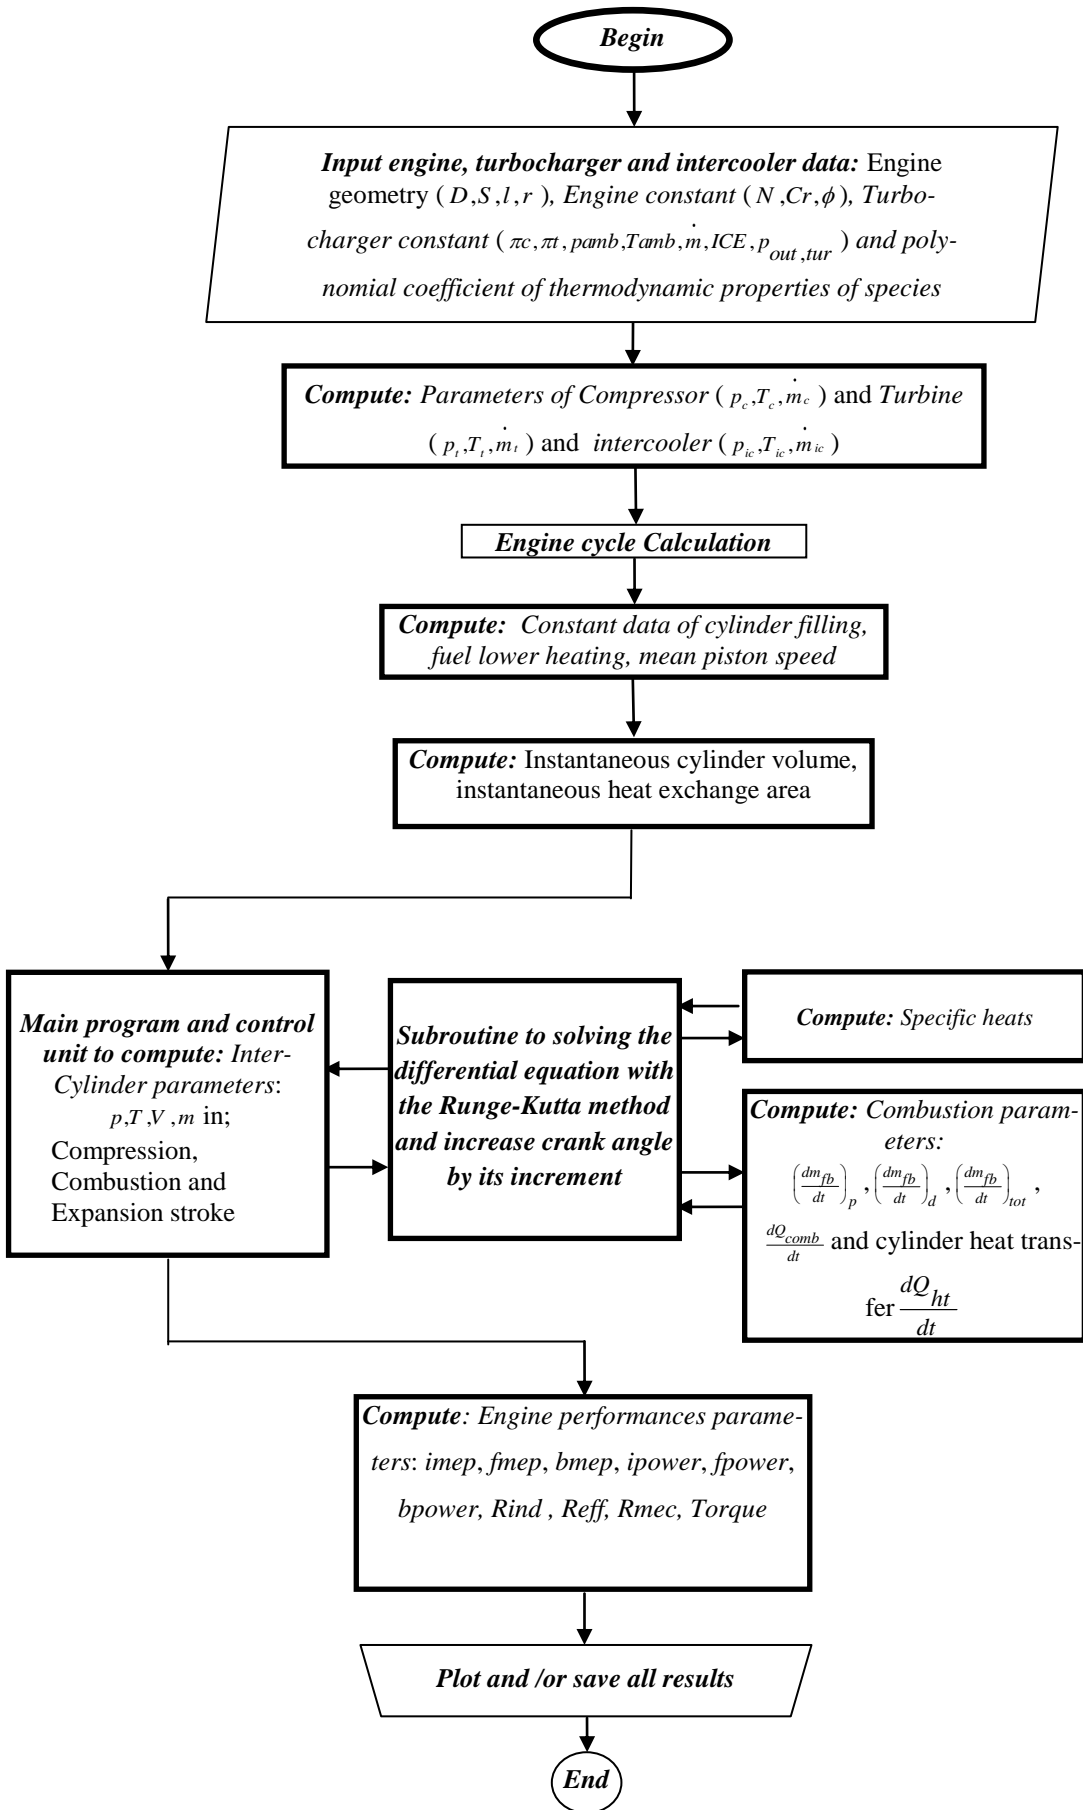 Begin
Input engine, turbocharger and intercooler data: Engine
geometry ( D,S,l,r ), Engine constant ( N,Cr,ϕ ), Turbo-
charger constant ( πc,πt,pamb,Tamb,ṁ,ICE,p_out,tur ) and poly-
nomial coefficient of thermodynamic properties of species
Compute: Parameters of Compressor ( p_c,T_c,ṁ_c ) and Turbine
( p_t,T_t,ṁ_t ) and intercooler ( p_ic,T_ic,ṁ_ic )
Engine cycle Calculation
Compute: Constant data of cylinder filling,
fuel lower heating, mean piston speed
Compute: Instantaneous cylinder volume,
instantaneous heat exchange area
Main program and control
unit to compute: Inter-
Cylinder parameters:
p,T,V,m in;
Compression,
Combustion and
Expansion stroke
Subroutine to solving the
differential equation with
the Runge-Kutta method
and increase crank angle
by its increment
Compute: Specific heats
Compute: Combustion param-
eters:
(dm_fb/dt)_p , (dm_fb/dt)_d , (dm_fb/dt)_tot ,
dQ_comb/dt and cylinder heat trans-
fer dQ_ht/dt
Compute: Engine performances parame-
ters: imep, fmep, bmep, ipower, fpower,
bpower, Rind , Reff, Rmec, Torque
Plot and /or save all results
End